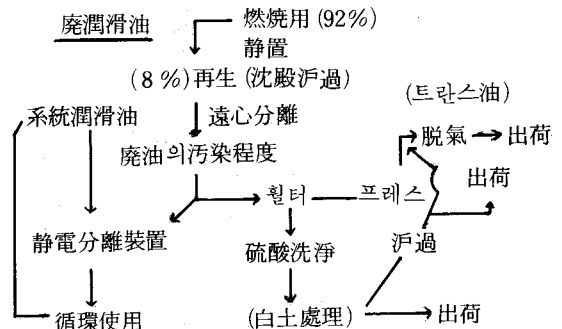 廃潤滑油
燃焼用 (92%)
静置
(8%)再生 (沈殿沪過)
(트란스油)
系統潤滑油
遠心分離
脱氣
出荷
廃油의汚染程度
出荷
휠터
프레스
静電分離装置
硫酸洗淨
沪過
循環使用
(白土處理)
出荷